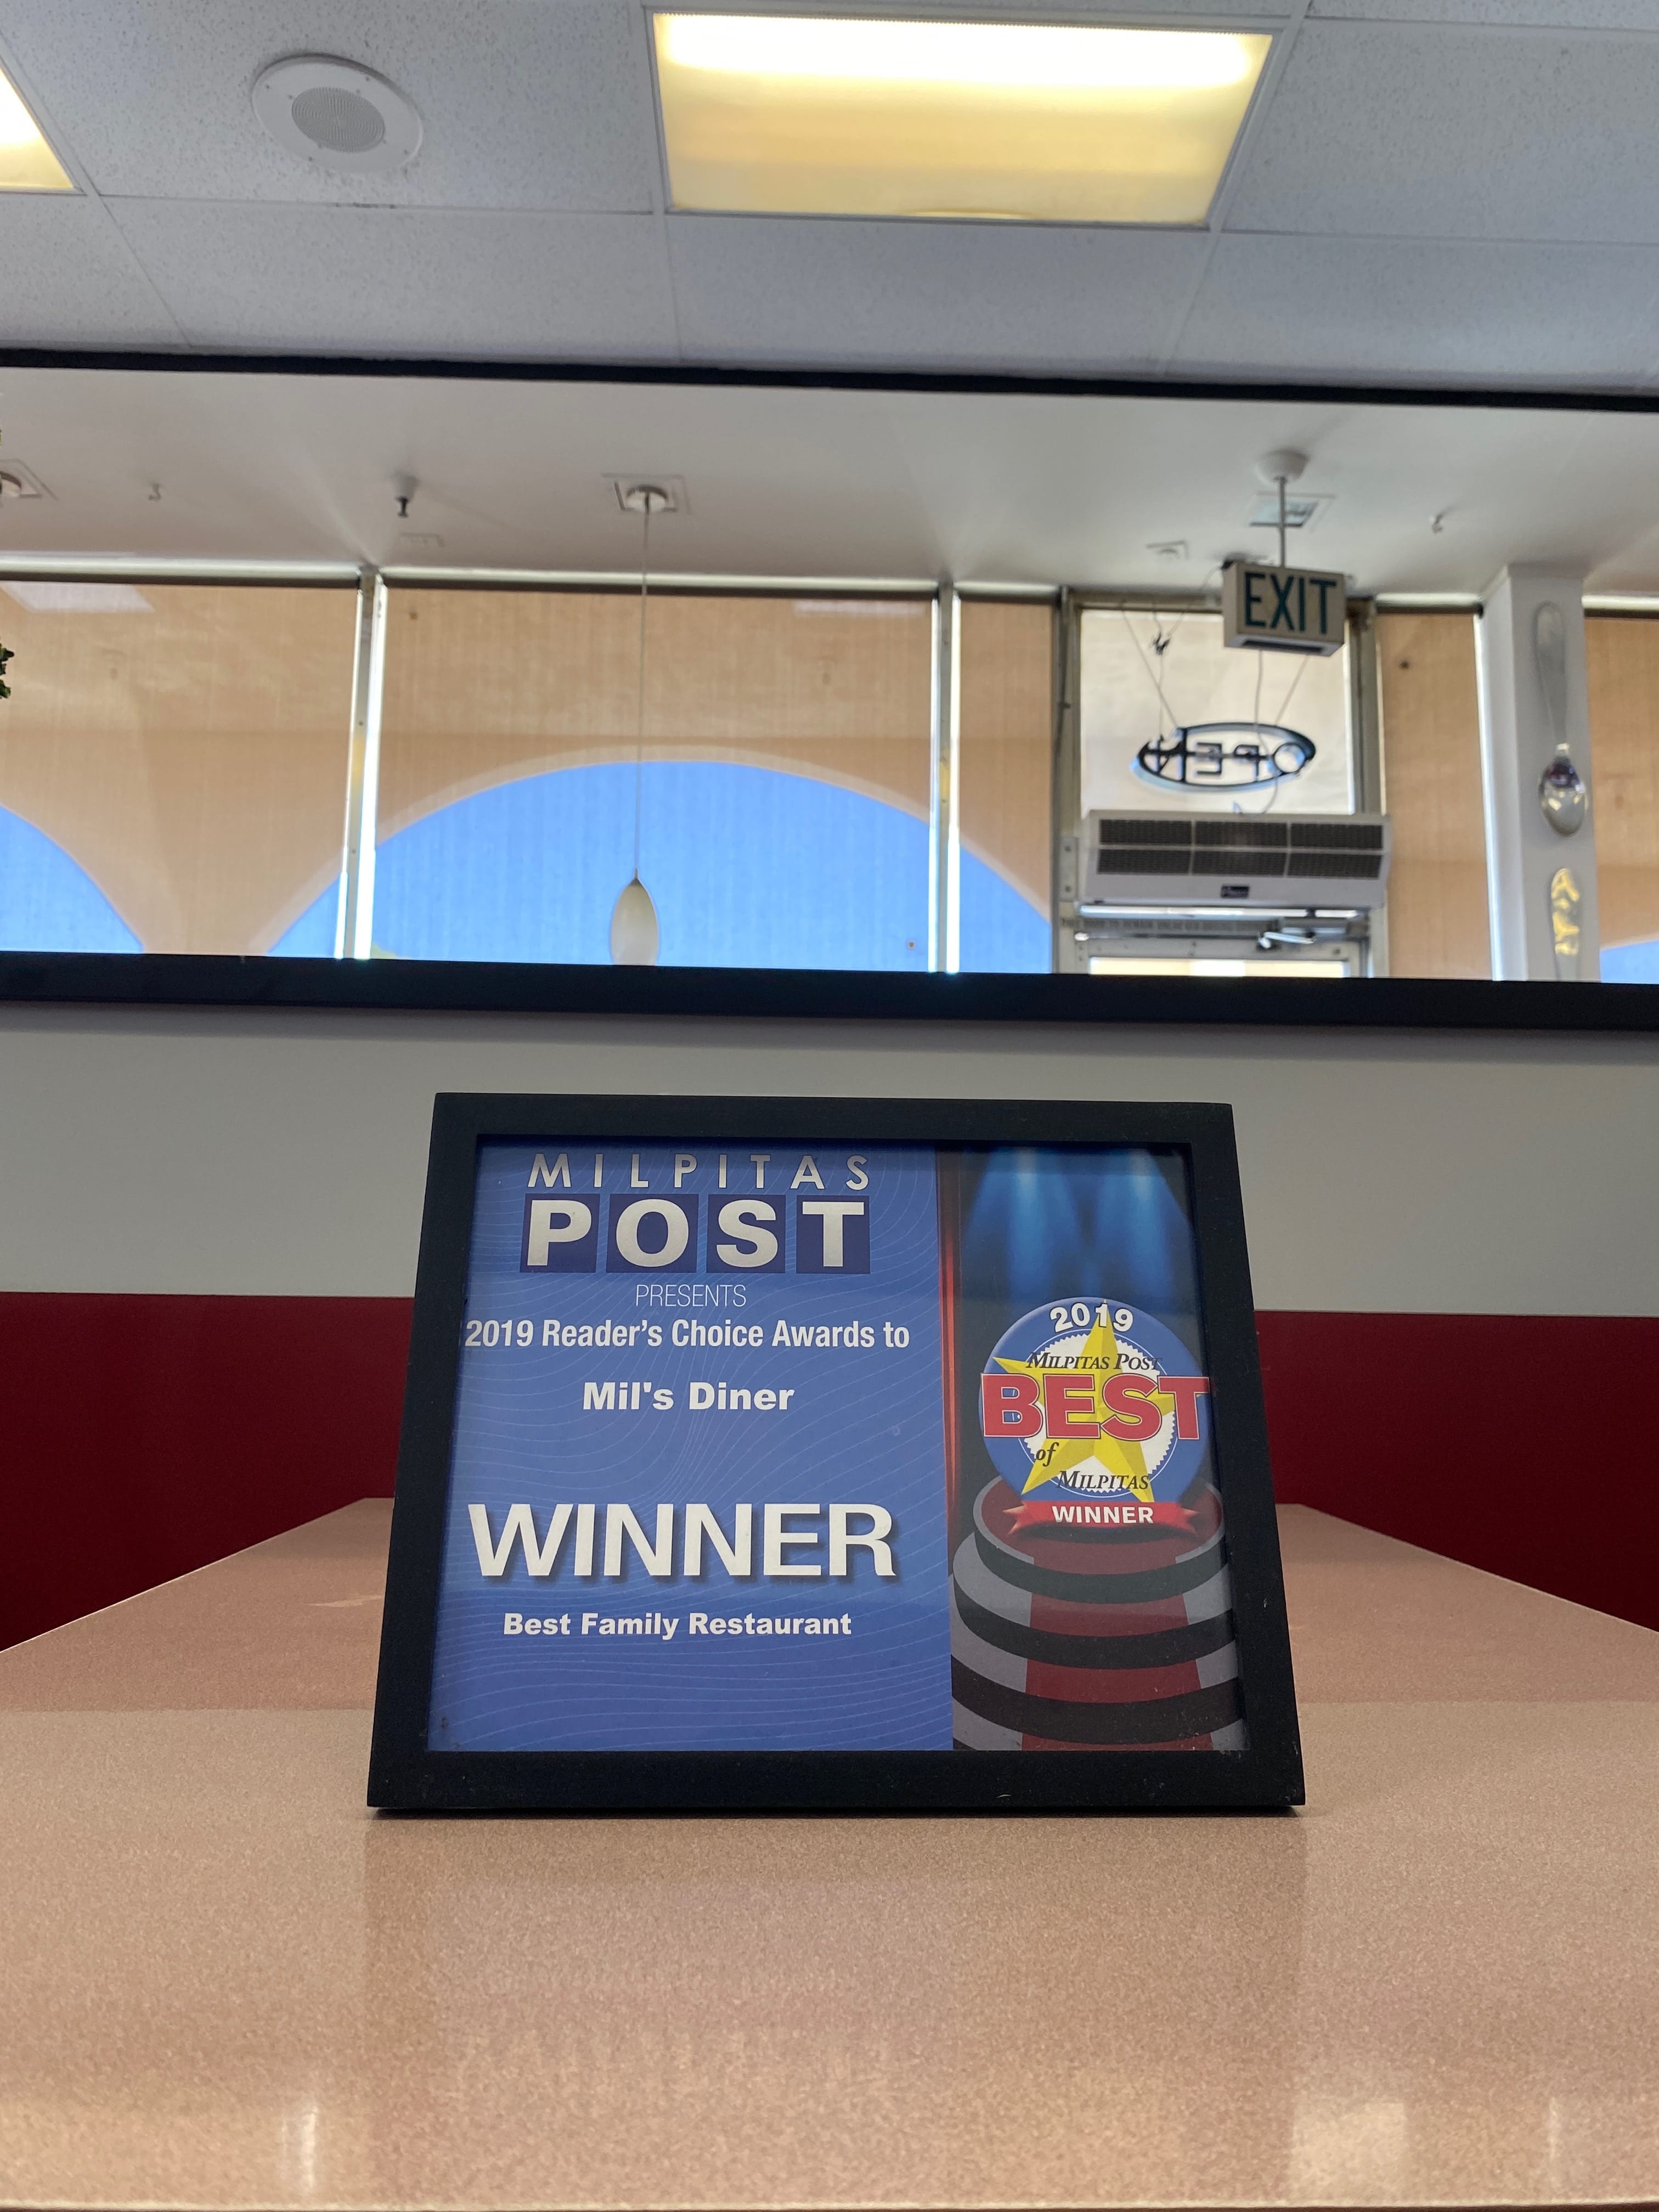 EXIT
OPEN
MILPITAS
POST
PRESENTS
2019 Reader's Choice Awards to
Mil's Diner
WINNER
Best Family Restaurant
2019
MILPITAS POST
BEST
of
MILPITAS
WINNER